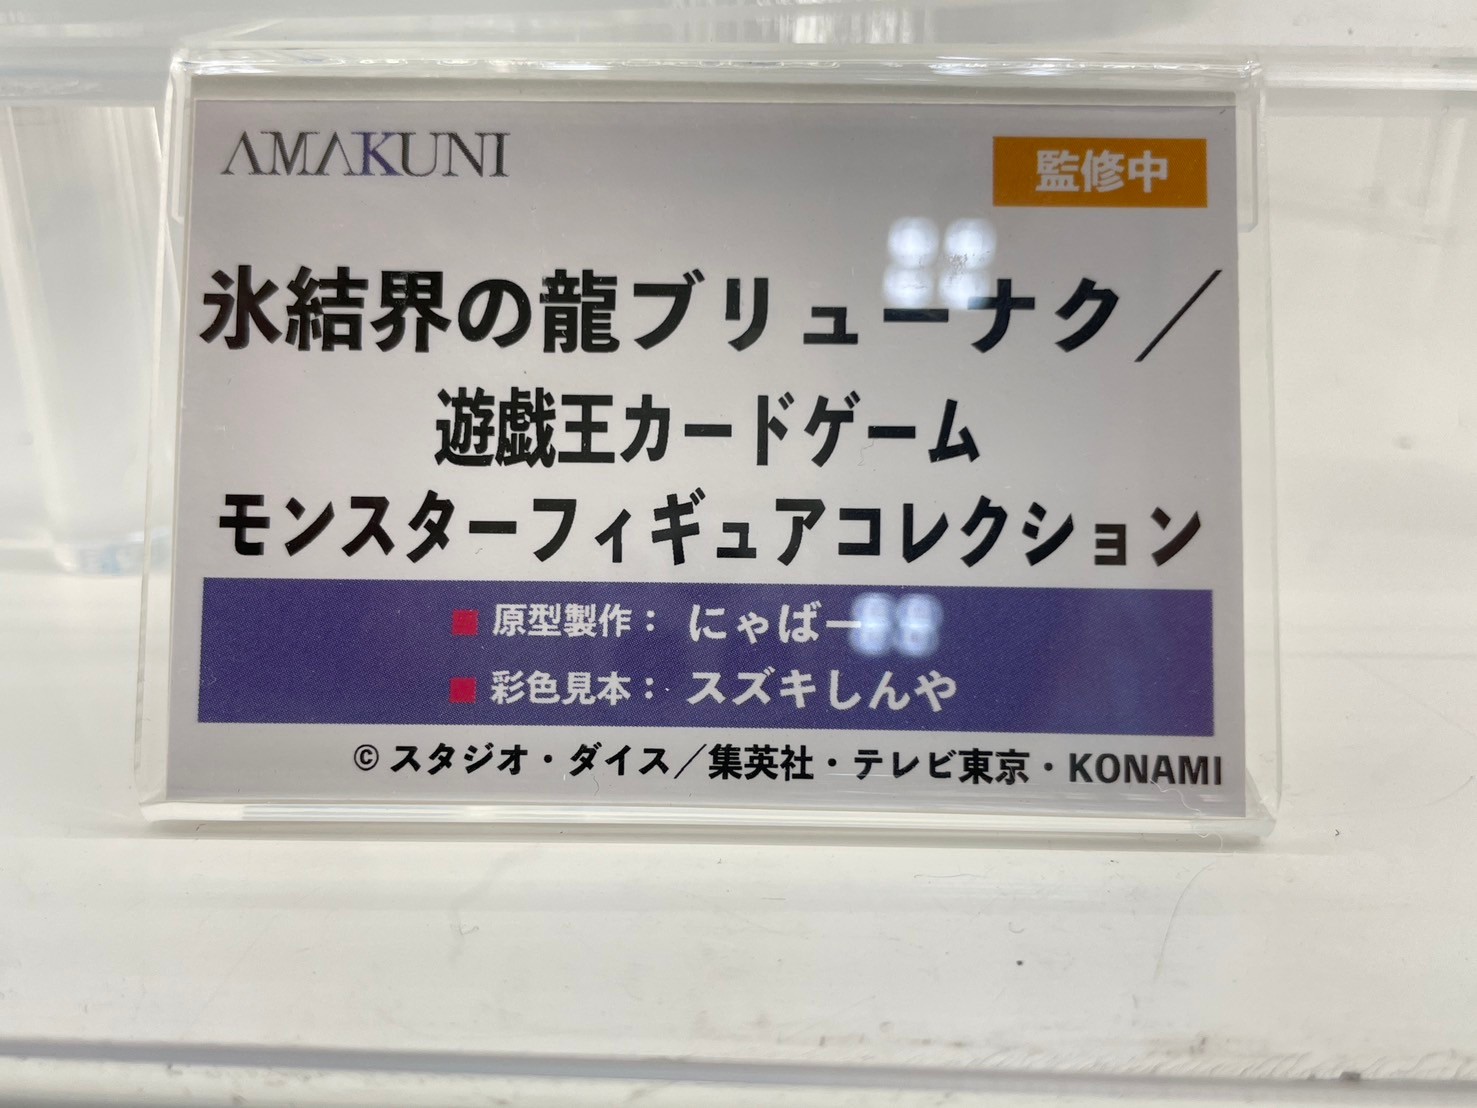 AMAKUNI
監修中
氷結界の龍ブリューナク／
遊戯王カードゲーム
モンスターフィギュアコレクション
■ 原型製作： にゃばー
■ 彩色見本： スズキしんや
© スタジオ・ダイス／集英社・テレビ東京・KONAMI